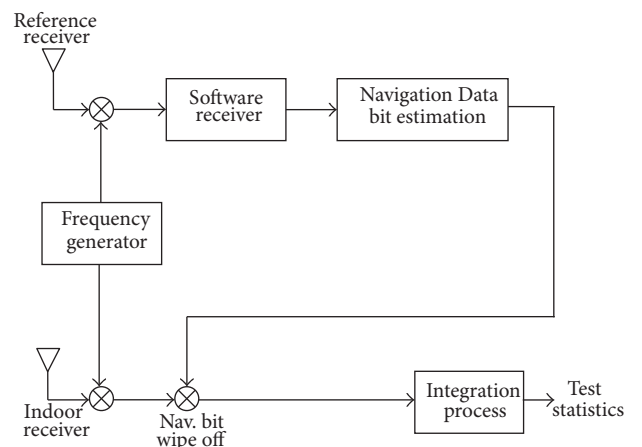 Reference
receiver
Software
receiver
Navigation Data
bit estimation
Frequency
generator
Indoor
receiver
Nav. bit
wipe off
Integration
process
Test
statistics